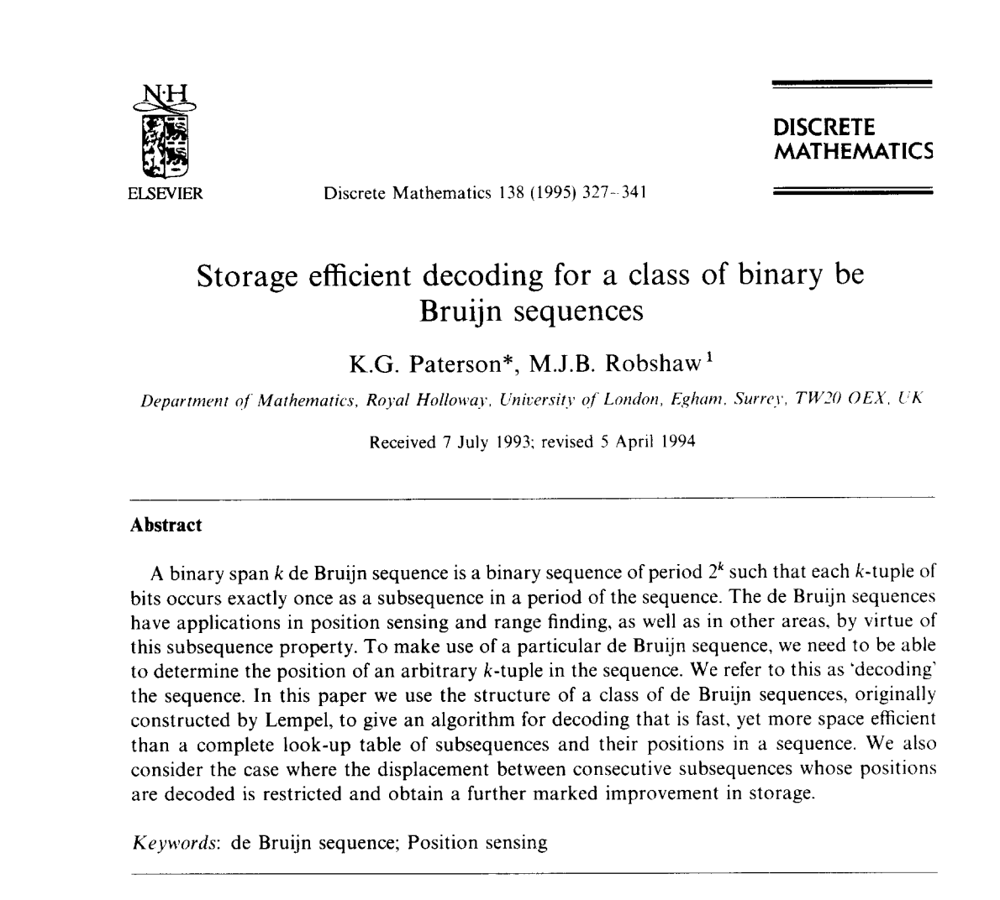 N·H
ELSEVIER
DISCRETE
MATHEMATICS
Discrete Mathematics 138 (1995) 327–341
Storage efficient decoding for a class of binary be
Bruijn sequences
K.G. Paterson*, M.J.B. Robshaw¹
Department of Mathematics, Royal Holloway, University of London, Egham, Surrey, TW20 OEX, UK
Received 7 July 1993; revised 5 April 1994
Abstract
A binary span k de Bruijn sequence is a binary sequence of period 2ᵏ such that each k-tuple of
bits occurs exactly once as a subsequence in a period of the sequence. The de Bruijn sequences
have applications in position sensing and range finding, as well as in other areas, by virtue of
this subsequence property. To make use of a particular de Bruijn sequence, we need to be able
to determine the position of an arbitrary k-tuple in the sequence. We refer to this as ‘decoding’
the sequence. In this paper we use the structure of a class of de Bruijn sequences, originally
constructed by Lempel, to give an algorithm for decoding that is fast, yet more space efficient
than a complete look-up table of subsequences and their positions in a sequence. We also
consider the case where the displacement between consecutive subsequences whose positions
are decoded is restricted and obtain a further marked improvement in storage.
Keywords: de Bruijn sequence; Position sensing